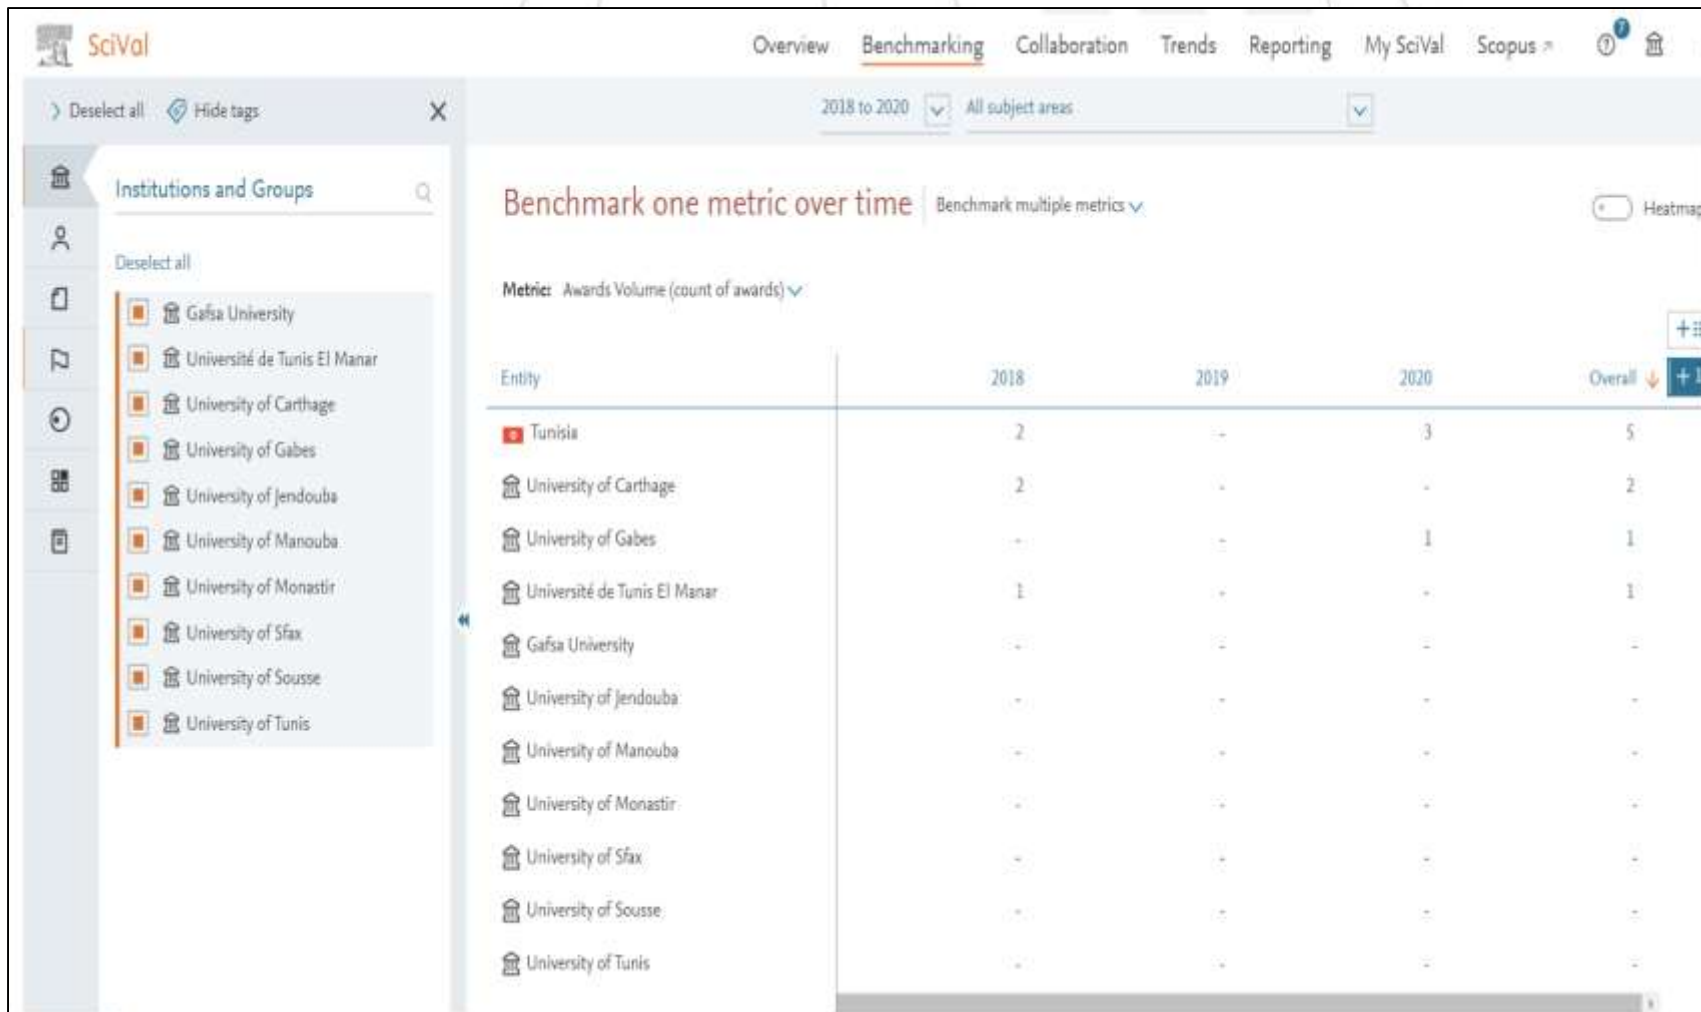 SciVal
Overview Benchmarking Collaboration Trends Reporting My SciVal Scopus
Deselect all Hide tags
2018 to 2020 All subject areas
Institutions and Groups
Deselect all
Gafsa University
Université de Tunis El Manar
University of Carthage
University of Gabes
University of Jendouba
University of Manouba
University of Monastir
University of Sfax
University of Sousse
University of Tunis
Benchmark one metric over time Benchmark multiple metrics
Heatmap
Metric: Awards Volume (count of awards)
Entity 2018 2019 2020 Overall
Tunisia 2 - 3 5
University of Carthage 2 - - 2
University of Gabes - - 1 1
Université de Tunis El Manar 1 - - 1
Gafsa University - - - -
University of Jendouba - - - -
University of Manouba - - - -
University of Monastir - - - -
University of Sfax - - - -
University of Sousse - - - -
University of Tunis - - - -